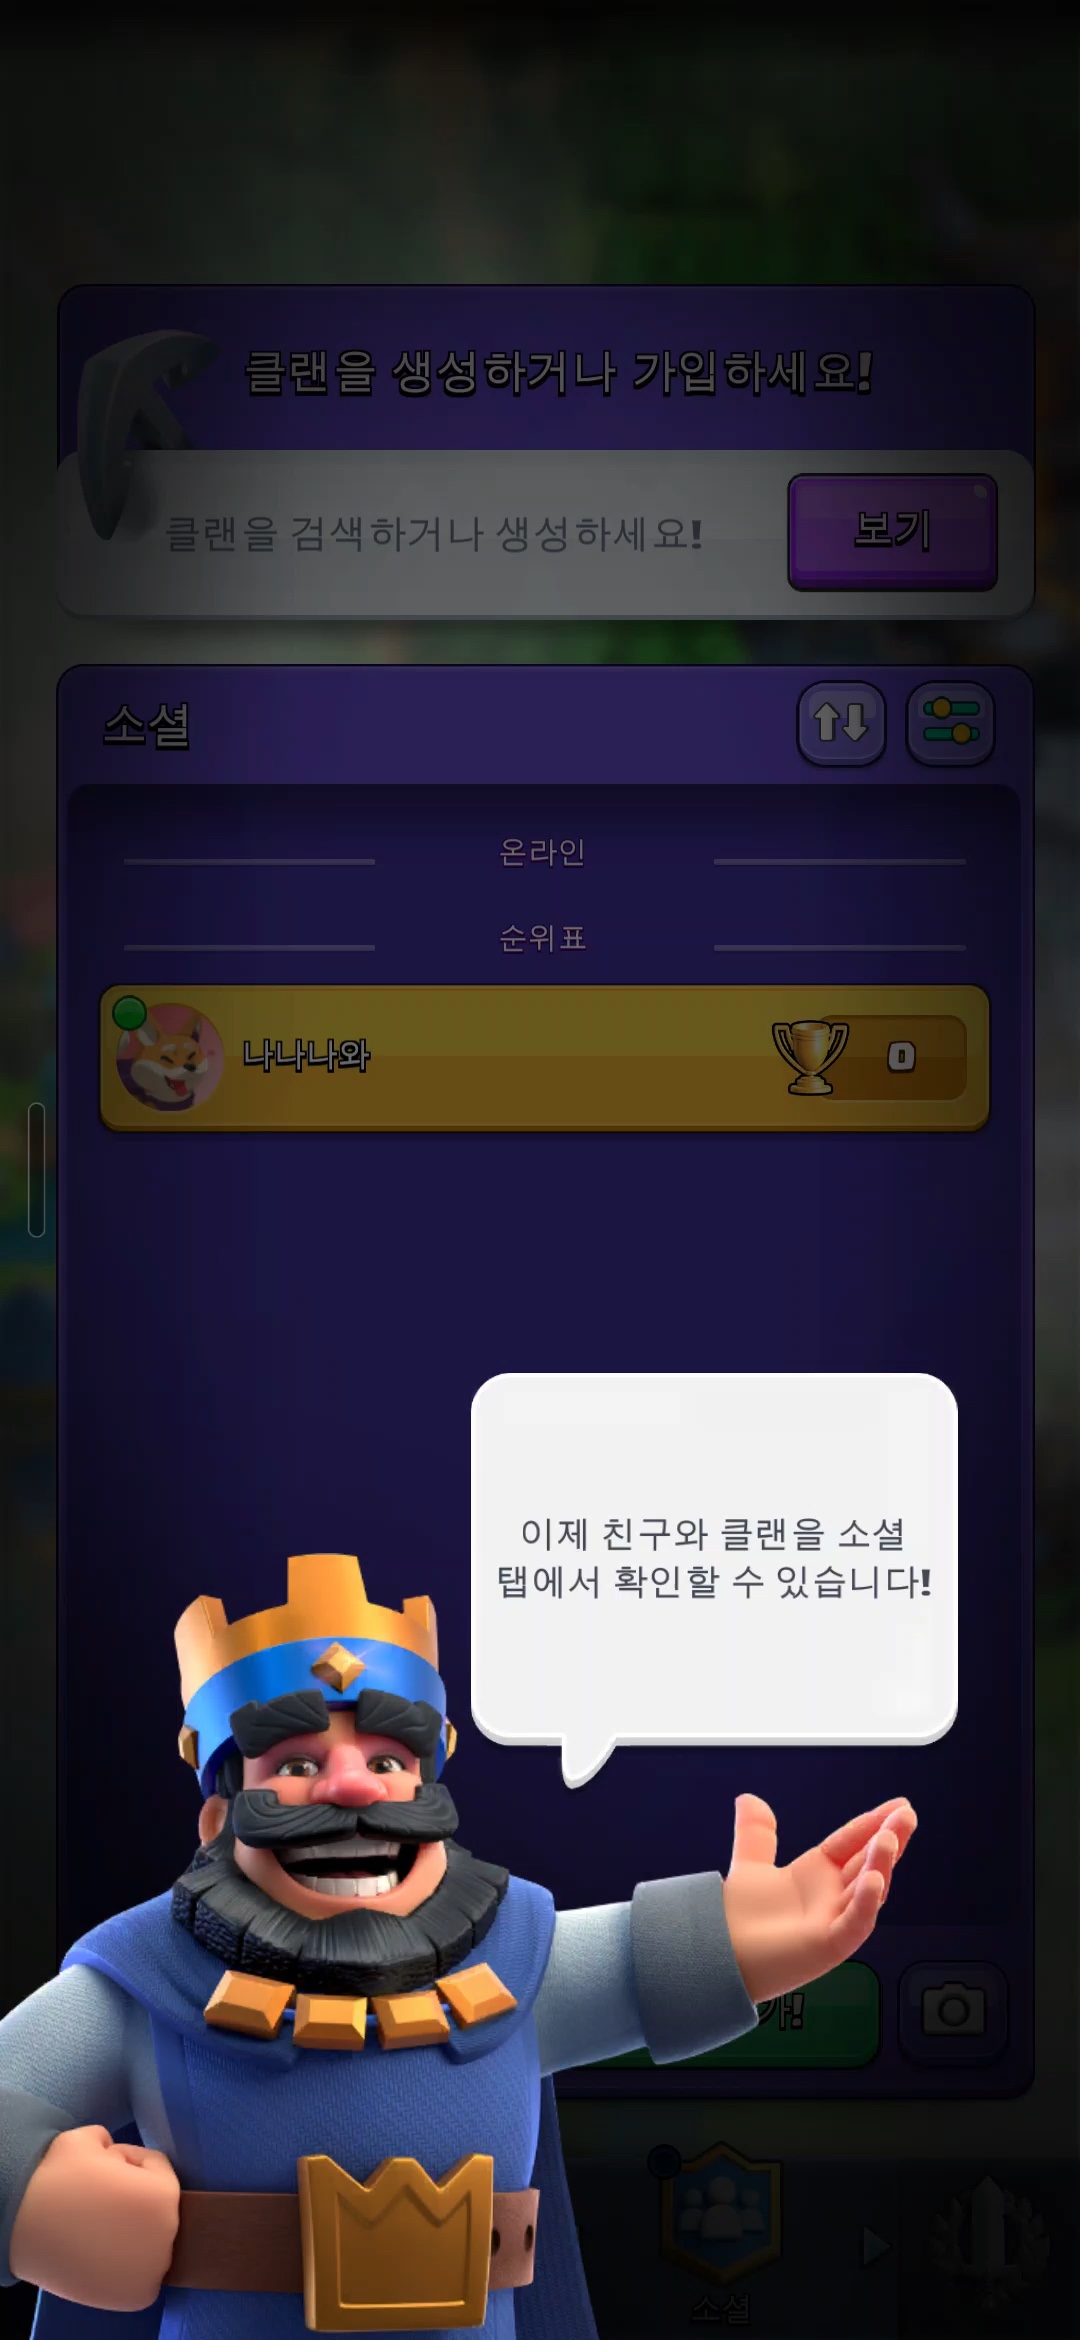 클랜을 생성하거나 가입하세요!
클랜을 검색하거나 생성하세요!
보기
소셜
온라인
순위표
나나나와
0
이제 친구와 클랜을 소셜
탭에서 확인할 수 있습니다!
가!
소셜